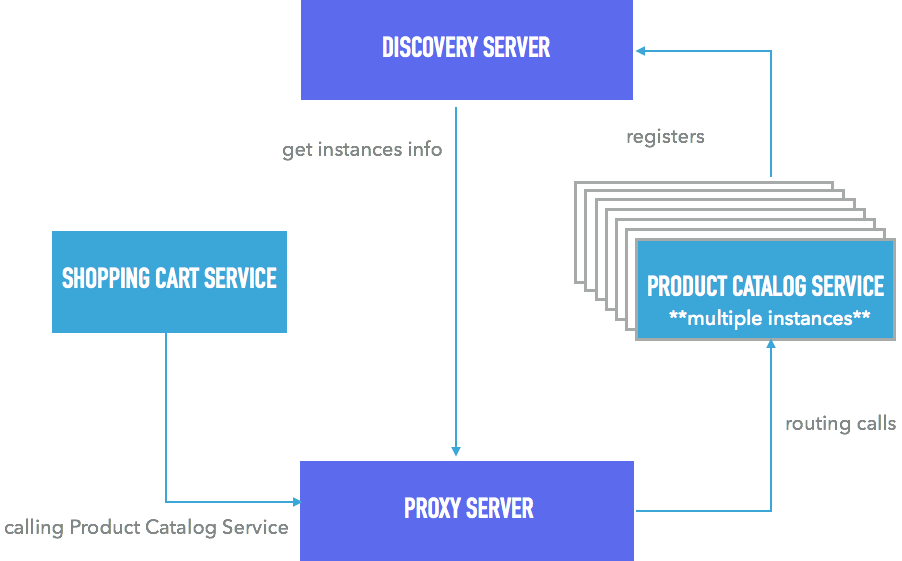 DISCOVERY SERVER
registers
get instances info
SHOPPING CART SERVICE
PRODUCT CATALOG SERVICE
**multiple instances**
routing calls
PROXY SERVER
calling Product Catalog Service